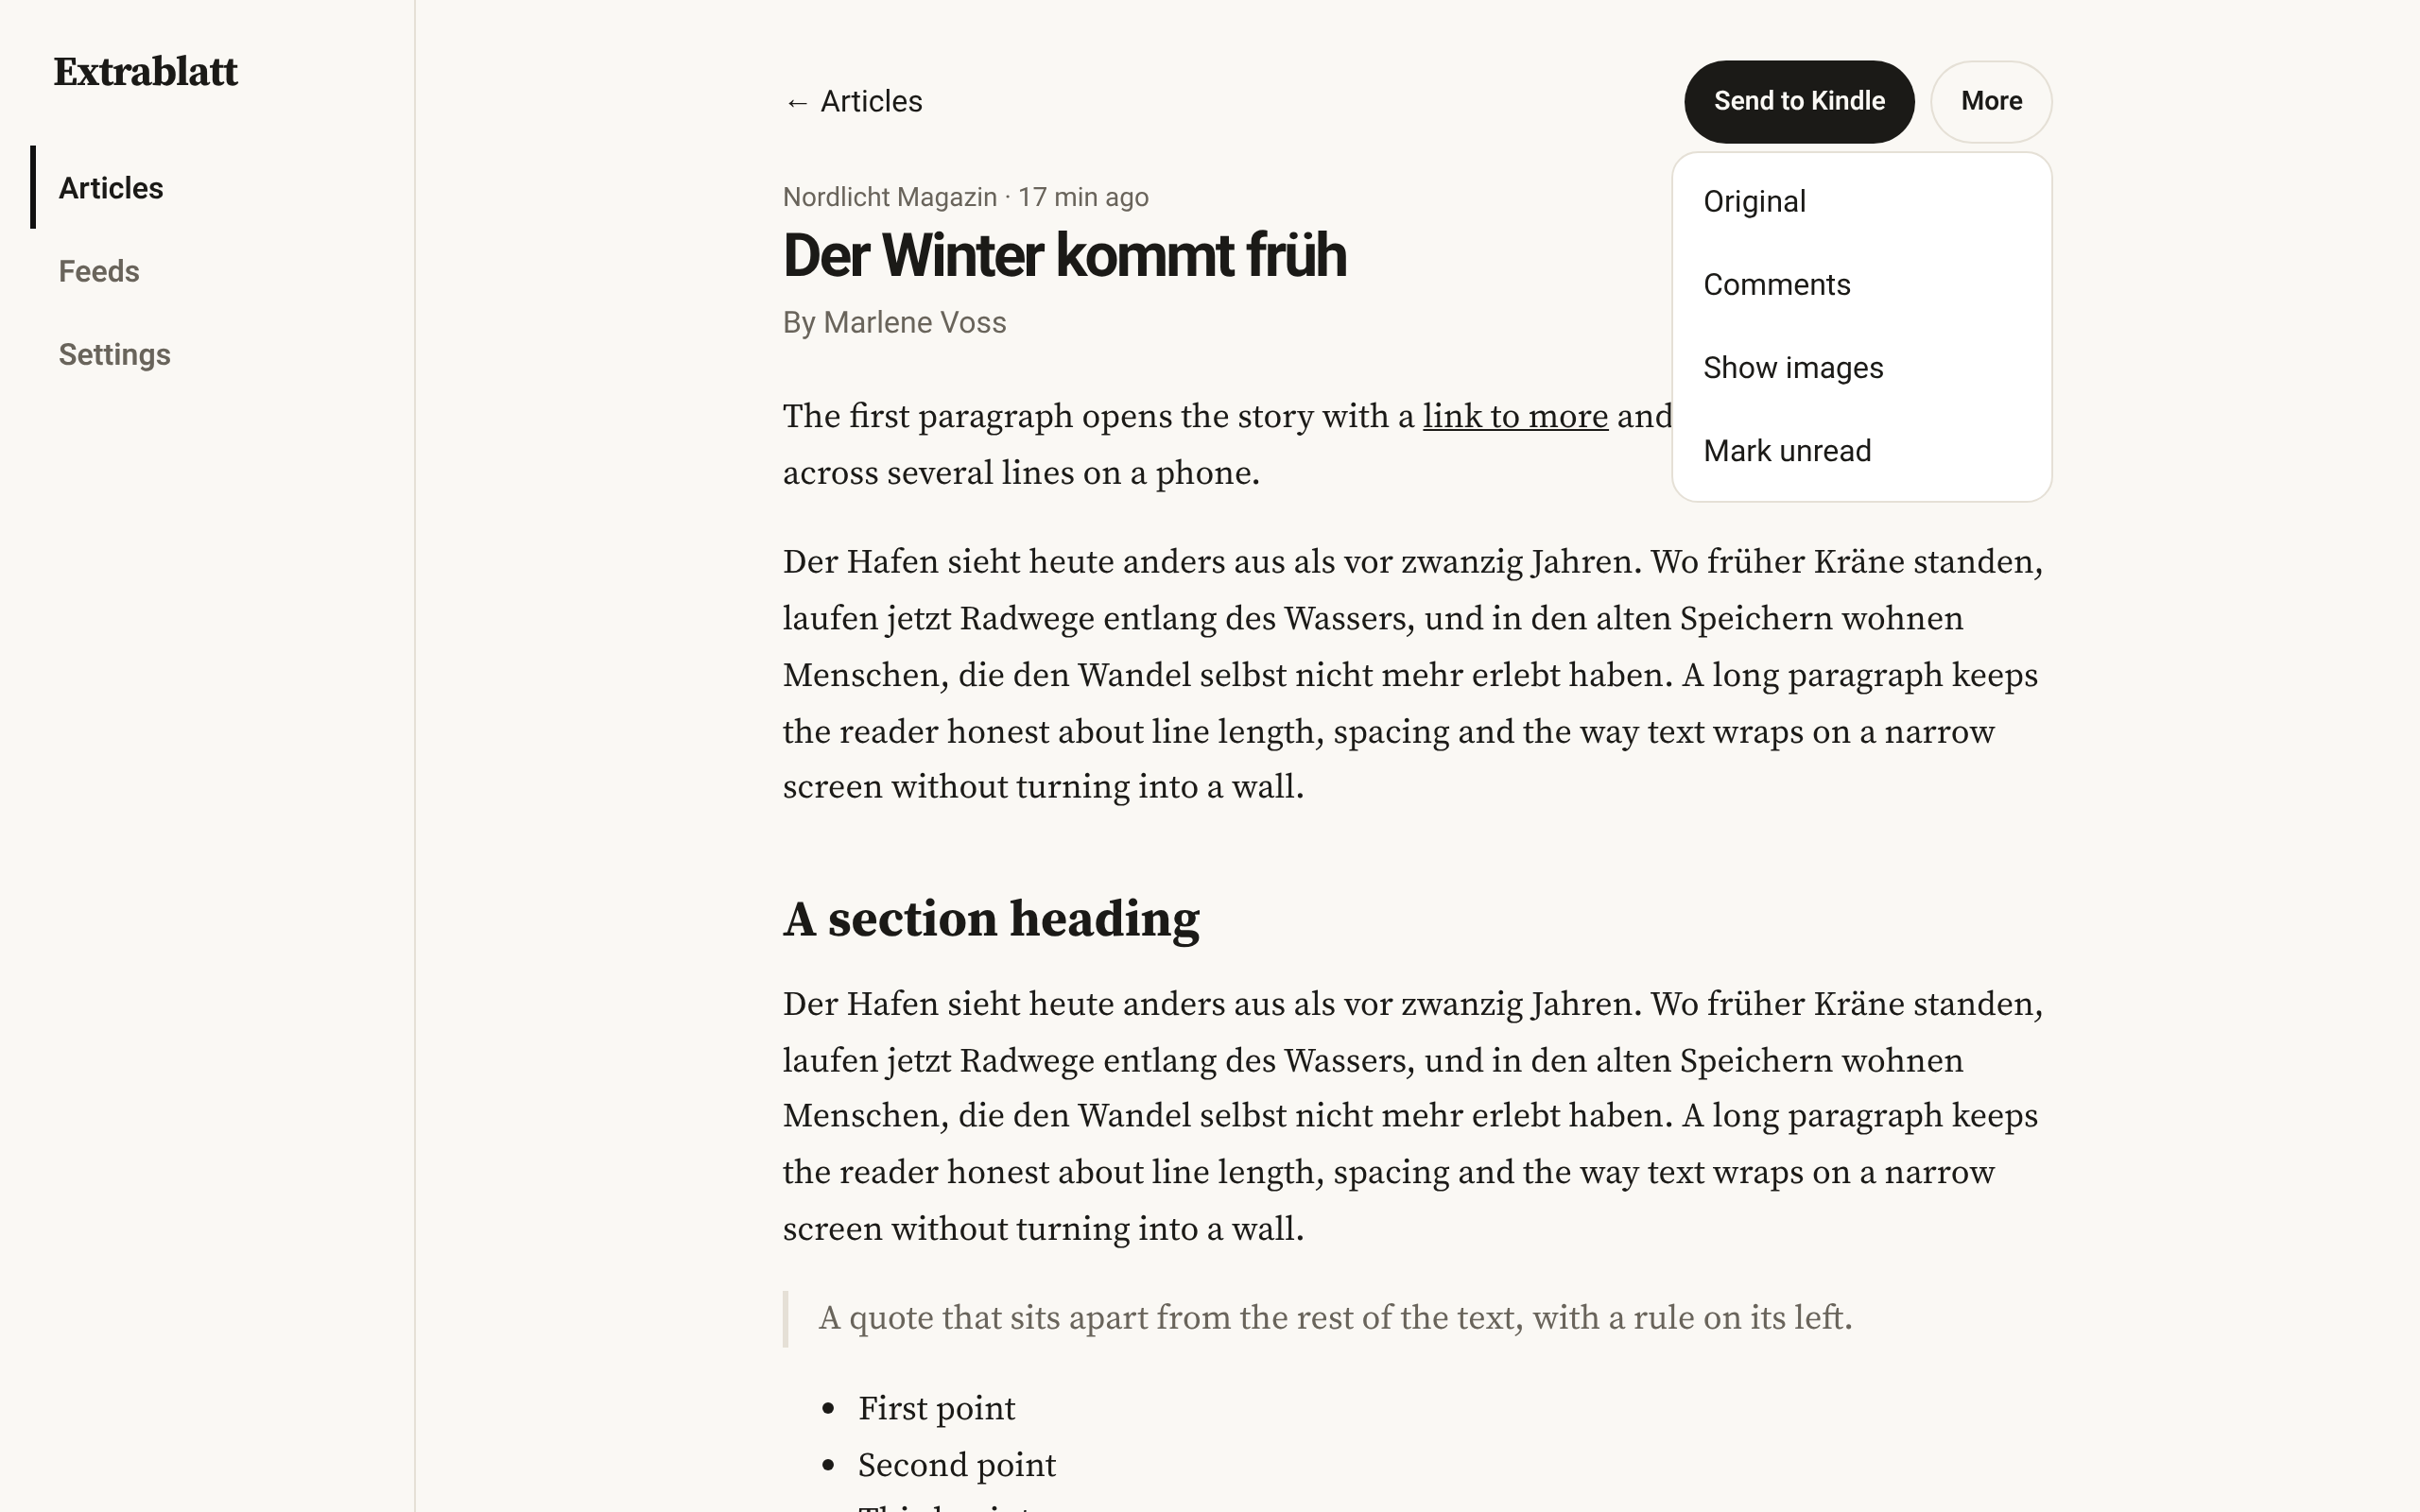 Extrablatt
Articles
Feeds
Settings
← Articles
Send to Kindle
More
Original
Comments
Show images
Mark unread
Nordlicht Magazin · 17 min ago
Der Winter kommt früh
By Marlene Voss
The first paragraph opens the story with a link to more and
across several lines on a phone.
Der Hafen sieht heute anders aus als vor zwanzig Jahren. Wo früher Kräne standen,
laufen jetzt Radwege entlang des Wassers, und in den alten Speichern wohnen
Menschen, die den Wandel selbst nicht mehr erlebt haben. A long paragraph keeps
the reader honest about line length, spacing and the way text wraps on a narrow
screen without turning into a wall.
A section heading
Der Hafen sieht heute anders aus als vor zwanzig Jahren. Wo früher Kräne standen,
laufen jetzt Radwege entlang des Wassers, und in den alten Speichern wohnen
Menschen, die den Wandel selbst nicht mehr erlebt haben. A long paragraph keeps
the reader honest about line length, spacing and the way text wraps on a narrow
screen without turning into a wall.
A quote that sits apart from the rest of the text, with a rule on its left.
• First point
• Second point